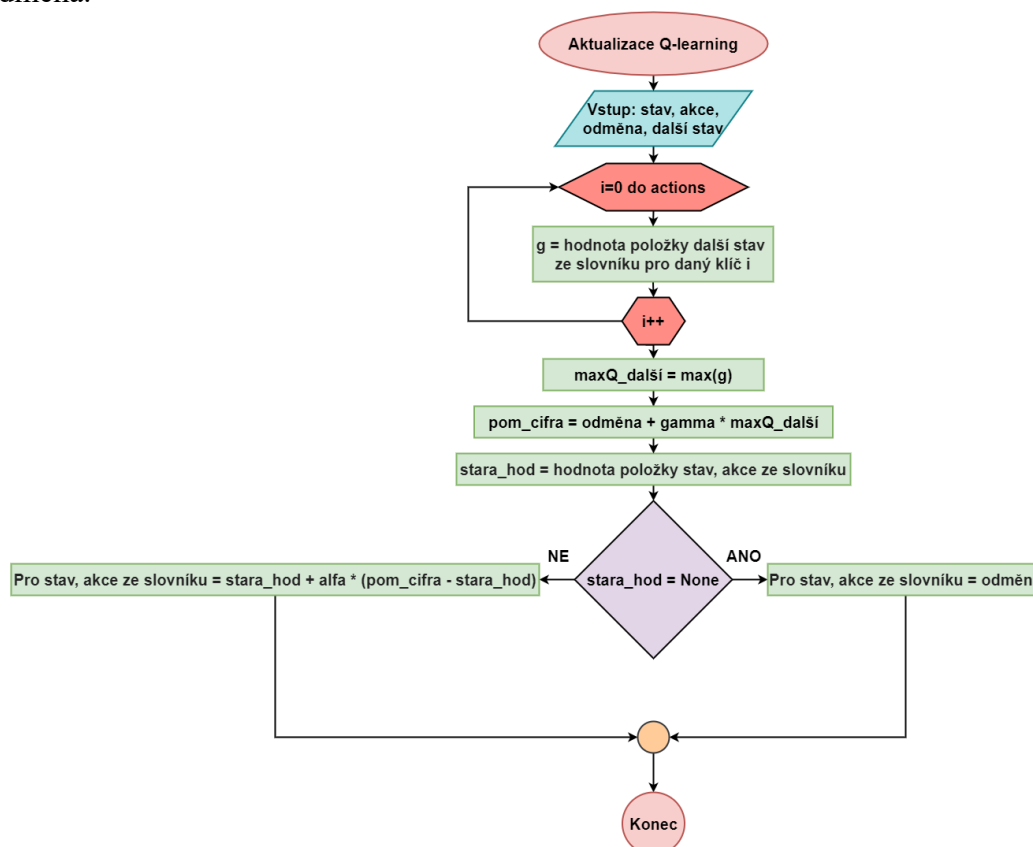 Aktualizace Q-learning
Vstup: stav, akce,
odměna, další stav
i=0 do actions
g = hodnota položky další stav
ze slovníku pro daný klíč i
i++
maxQ_další = max(g)
pom_cifra = odměna + gamma * maxQ_další
stara_hod = hodnota položky stav, akce ze slovníku
NE
ANO
Pro stav, akce ze slovníku = stara_hod + alfa * (pom_cifra - stara_hod)
stara_hod = None
Pro stav, akce ze slovníku = odměn
Konec